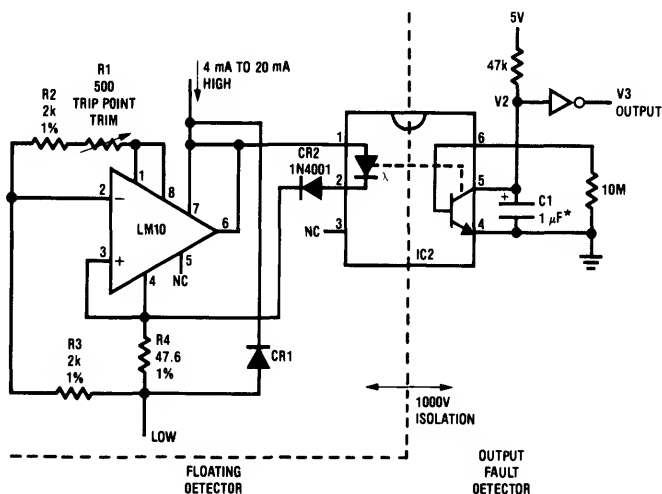 5V
4 mA TO 20 mA
HIGH
47k
V2
V3
OUTPUT
R1
500
TRIP POINT
TRIM
R2
2k
1%
1
8
2
−
7
6
LM10
3
+
5
NC
4
CR2
1N4001
1
2
λ
NC
3
6
5
4
IC2
+
C1
1 μF*
10M
R4
47.6
1%
R3
2k
1%
CR1
LOW
1000V
ISOLATION
FLOATING
DETECTOR
OUTPUT
FAULT
DETECTOR